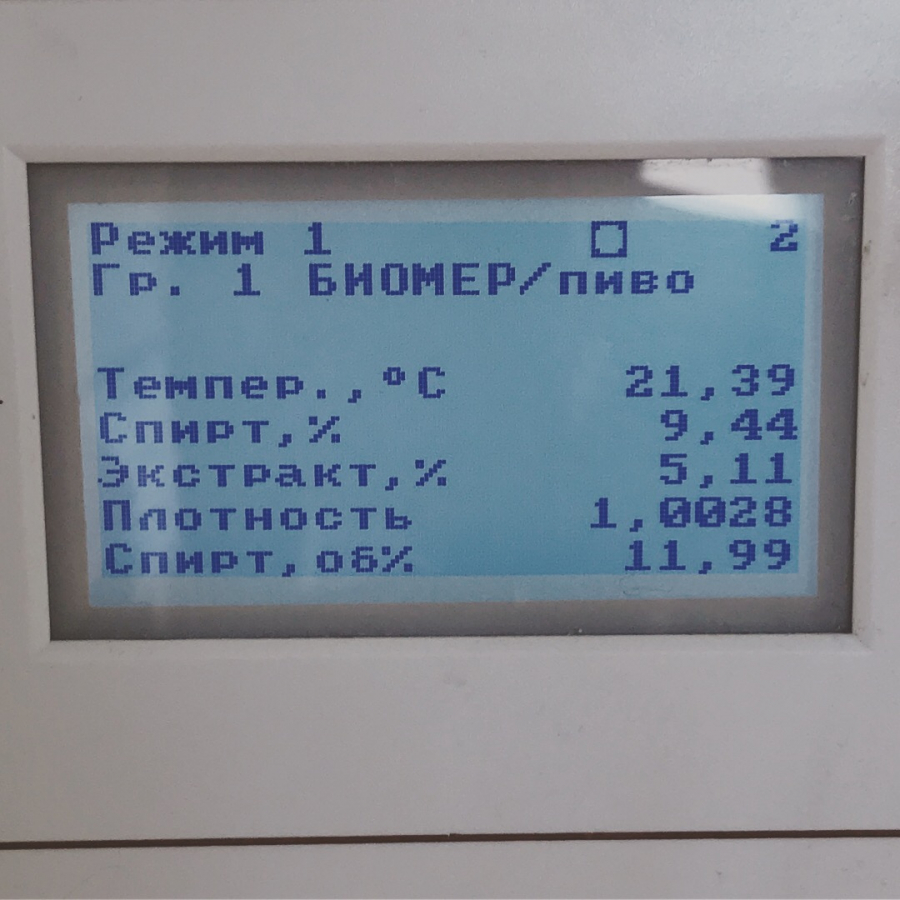 Режим 1 □ 2
Гр. 1 БИОМЕР/пиво
Темпер.,°C 21,39
Спирт,% 9,44
Экстракт,% 5,11
Плотность 1,0028
Спирт,об% 11,99